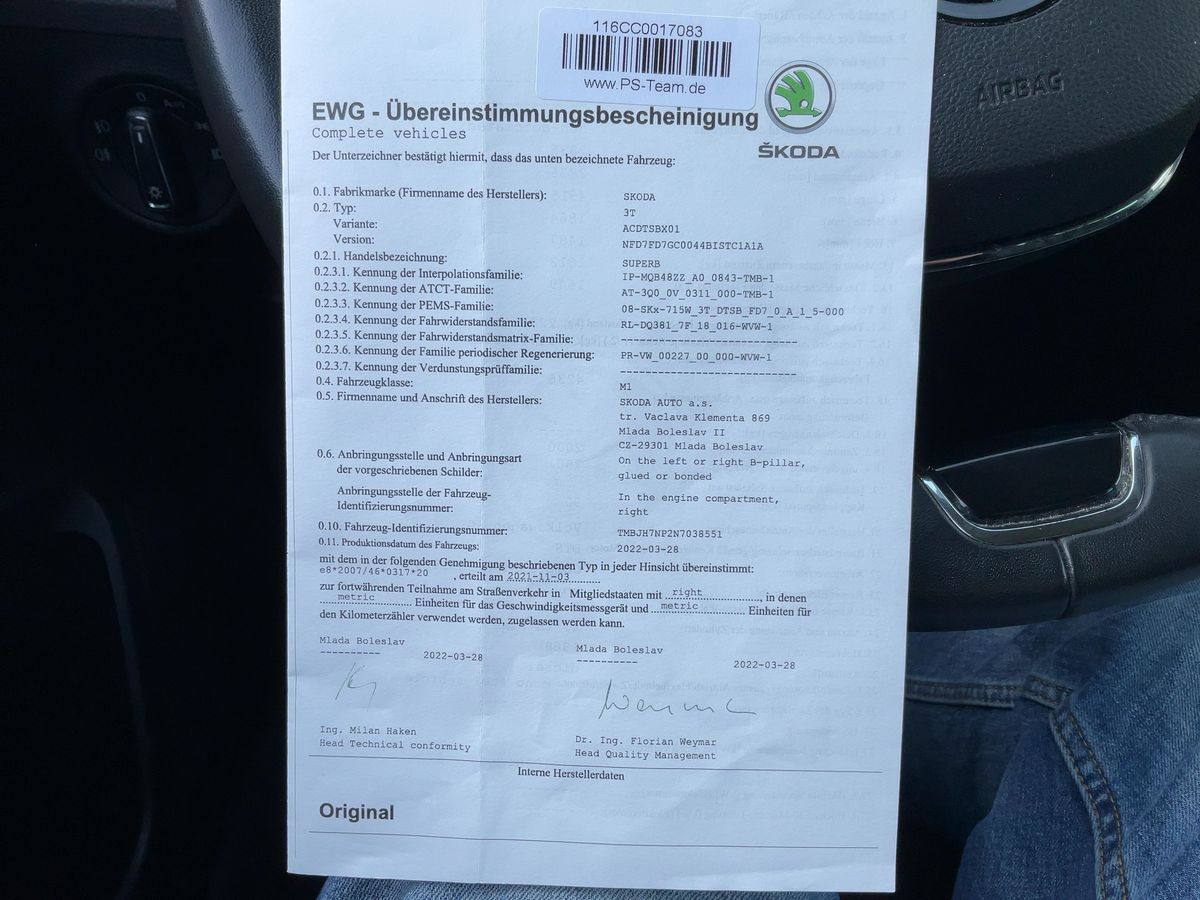 116CC0017083
www.PS-Team.de
AIRBAG
ŠKODA
EWG - Übereinstimmungsbescheinigung
Complete vehicles
Der Unterzeichner bestätigt hiermit, dass das unten bezeichnete Fahrzeug:
0.1. Fabrikmarke (Firmenname des Herstellers): SKODA
0.2. Typ: 3T
Variante: ACDTSBX01
Version: NFD7FD7GC0044BISTC1A1A
0.2.1. Handelsbezeichnung: SUPERB
0.2.3.1. Kennung der Interpolationsfamilie: IP-MQB48ZZ_A0_0843-TMB-1
0.2.3.2. Kennung der ATCT-Familie: AT-3Q0_0V_0311_000-TMB-1
0.2.3.3. Kennung der PEMS-Familie: 08-SKx-715W_3T_DTSB_FD7_0_A_1_5-000
0.2.3.4. Kennung der Fahrwiderstandsfamilie: RL-DQ381_7F_18_016-WVW-1
0.2.3.5. Kennung der Fahrwiderstandsmatrix-Familie: ----------------------------
0.2.3.6. Kennung der Familie periodischer Regenerierung: PR-VW_00227_00_000-WVW-1
0.2.3.7. Kennung der Verdunstungsprüffamilie: ----------------------------
0.4. Fahrzeugklasse: M1
0.5. Firmenname und Anschrift des Herstellers: SKODA AUTO a.s.
tr. Vaclava Klementa 869
Mlada Boleslav II
CZ-29301 Mlada Boleslav
0.6. Anbringungsstelle und Anbringungsart On the left or right B-pillar,
der vorgeschriebenen Schilder: glued or bonded
Anbringungsstelle der Fahrzeug- In the engine compartment,
Identifizierungsnummer: right
0.10. Fahrzeug-Identifizierungsnummer: TMBJH7NP2N7038551
0.11. Produktionsdatum des Fahrzeugs: 2022-03-28
mit dem in der folgenden Genehmigung beschriebenen Typ in jeder Hinsicht übereinstimmt:
e8*2007/46*0317*20 , erteilt am 2021-11-03
zur fortwährenden Teilnahme am Straßenverkehr in Mitgliedstaaten mit right , in denen
metric Einheiten für das Geschwindigkeitsmessgerät und metric Einheiten für
den Kilometerzähler verwendet werden, zugelassen werden kann.
Mlada Boleslav Mlada Boleslav
---------- 2022-03-28 ---------- 2022-03-28
Ing. Milan Haken Dr. Ing. Florian Weymar
Head Technical conformity Head Quality Management
Interne Herstellerdaten
Original